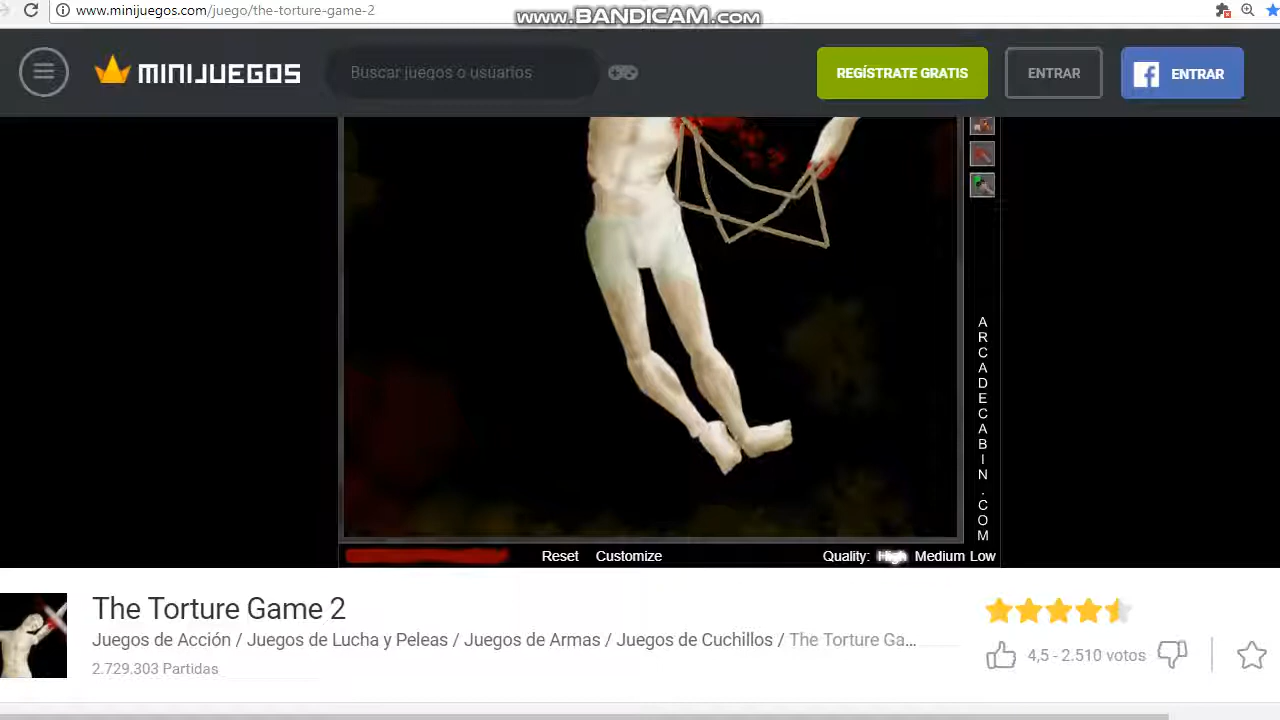 www.minijuegos.com/juego/the-torture-game-2
www.BANDICAM.com
MINIJUEGOS
Buscar juegos o usuarios
REGÍSTRATE GRATIS
ENTRAR
ENTRAR
ARCADECABIN.COM
Reset Customize
Quality: High Medium Low
The Torture Game 2
Juegos de Acción / Juegos de Lucha y Peleas / Juegos de Armas / Juegos de Cuchillos / The Torture Ga...
2.729.303 Partidas
4,5 - 2.510 votos